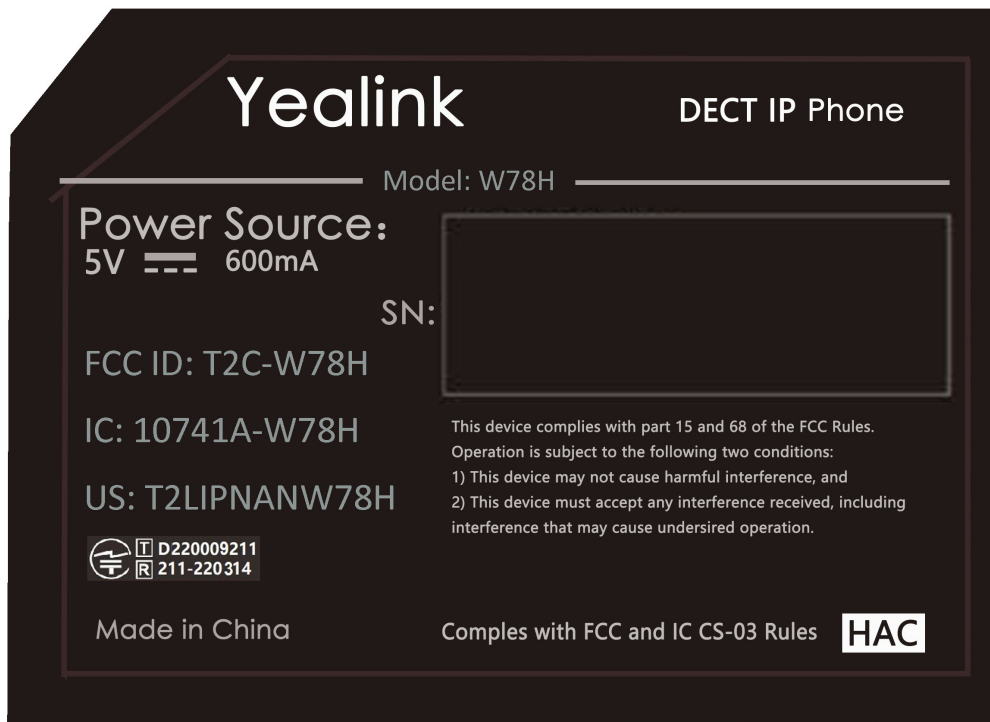 Yealink
DECT IP Phone
Model: W78H
Power Source:
5V 600mA
SN:
FCC ID: T2C-W78H
IC: 10741A-W78H
US: T2LIPNANW78H
T D220009211
R 211-220314
This device complies with part 15 and 68 of the FCC Rules.
Operation is subject to the following two conditions:
1) This device may not cause harmful interference, and
2) This device must accept any interference received, including
interference that may cause undersired operation.
Made in China
Comples with FCC and IC CS-03 Rules
HAC